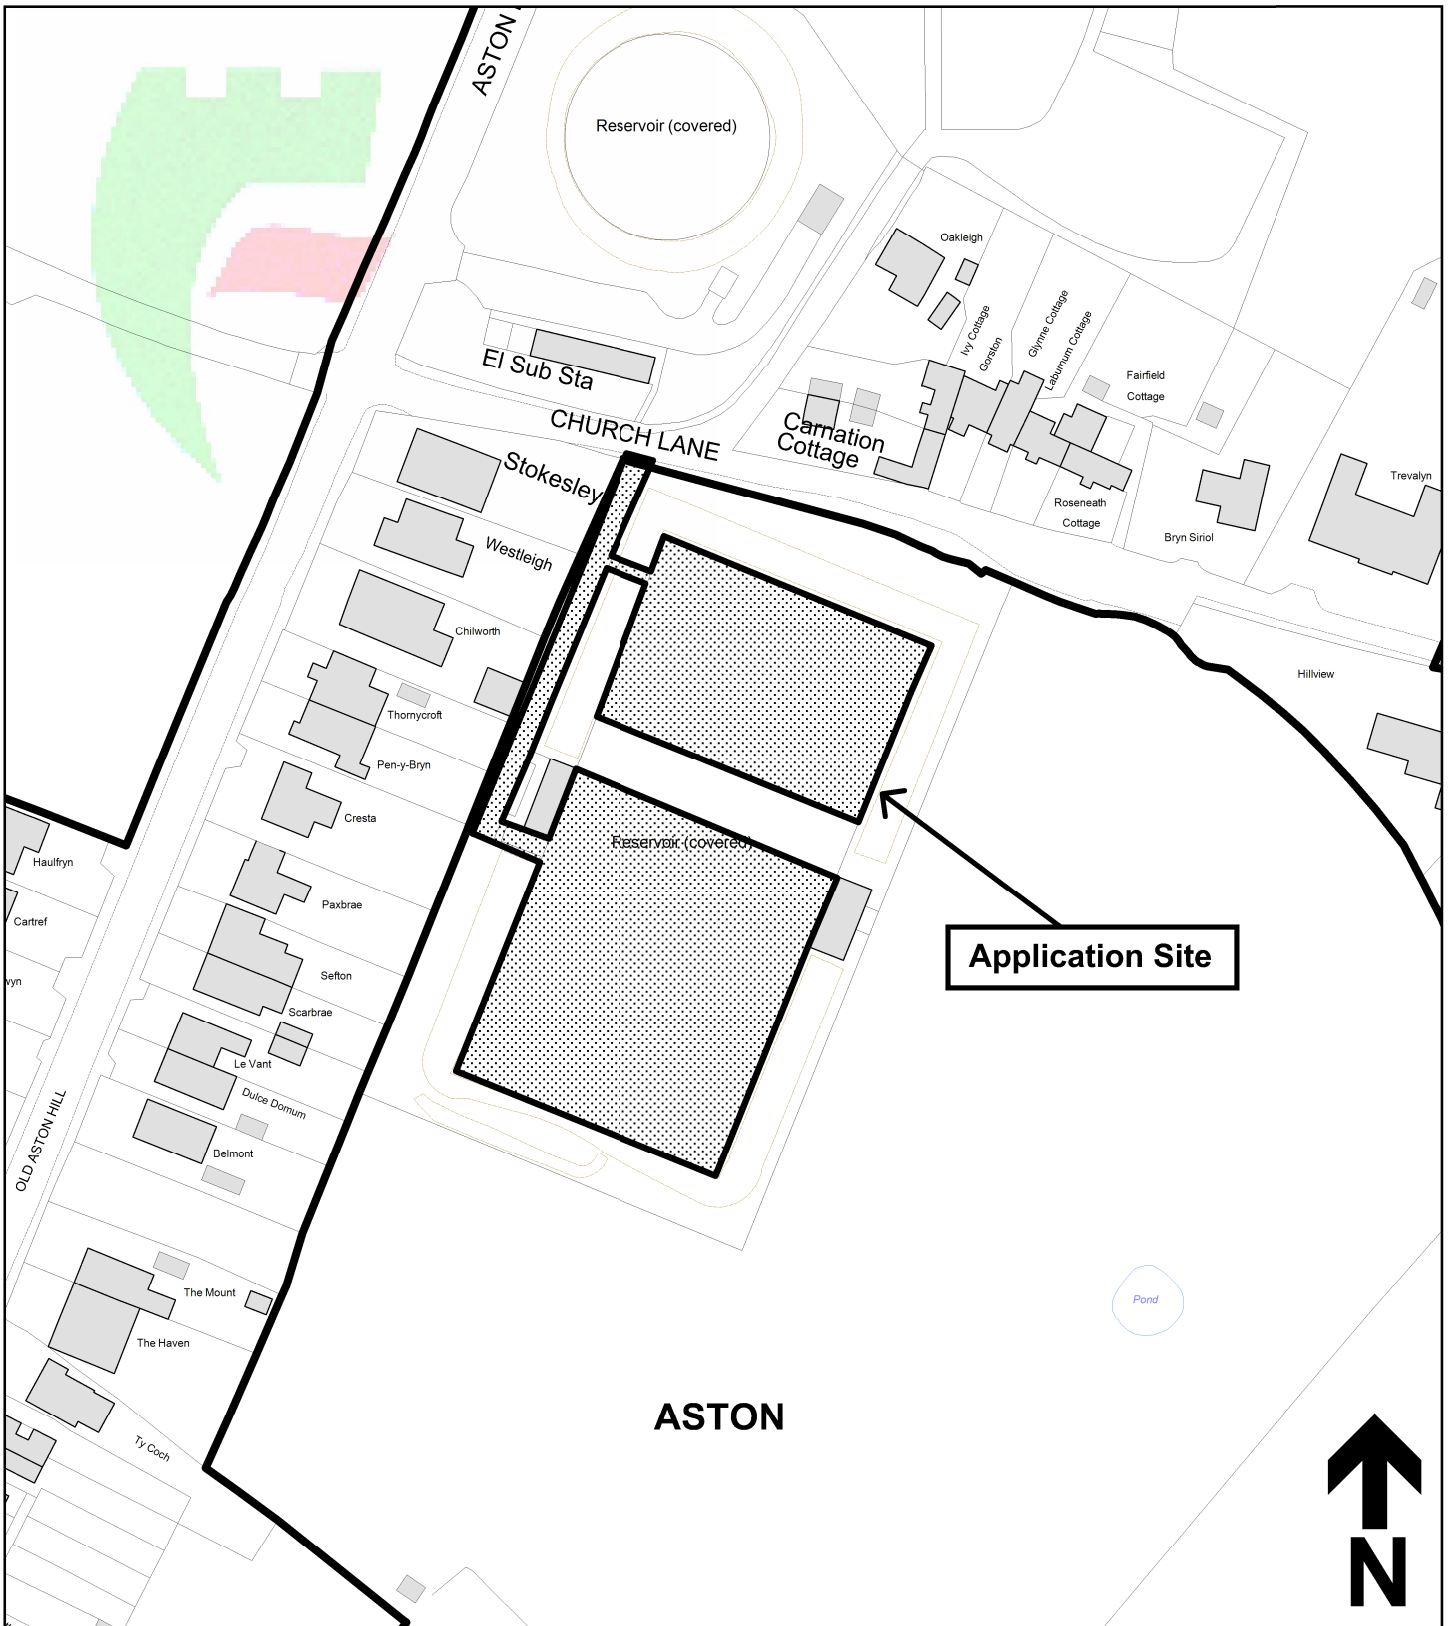 ASTON
Reservoir (covered)
Oakleigh
Ivy Cottage
Gorston
Glynne Cottage
Laburnum Cottage
El Sub Sta
Fairfield
Cottage
CHURCH LANE
Carnation
Cottage
Stokesley
Trevalyn
Roseneath
Cottage
Bryn Siriol
Westleigh
Chilworth
Hillview
Thornycroft
Pen-y-Bryn
Cresta
Reservoir (covered)
Haulfryn
Paxbrae
Cartref
Application Site
Sefton
wyn
Scarbrae
Le Vant
Dulce Domum
OLD ASTON HILL
Belmont
The Mount
Pond
The Haven
ASTON
Ty Coch
N